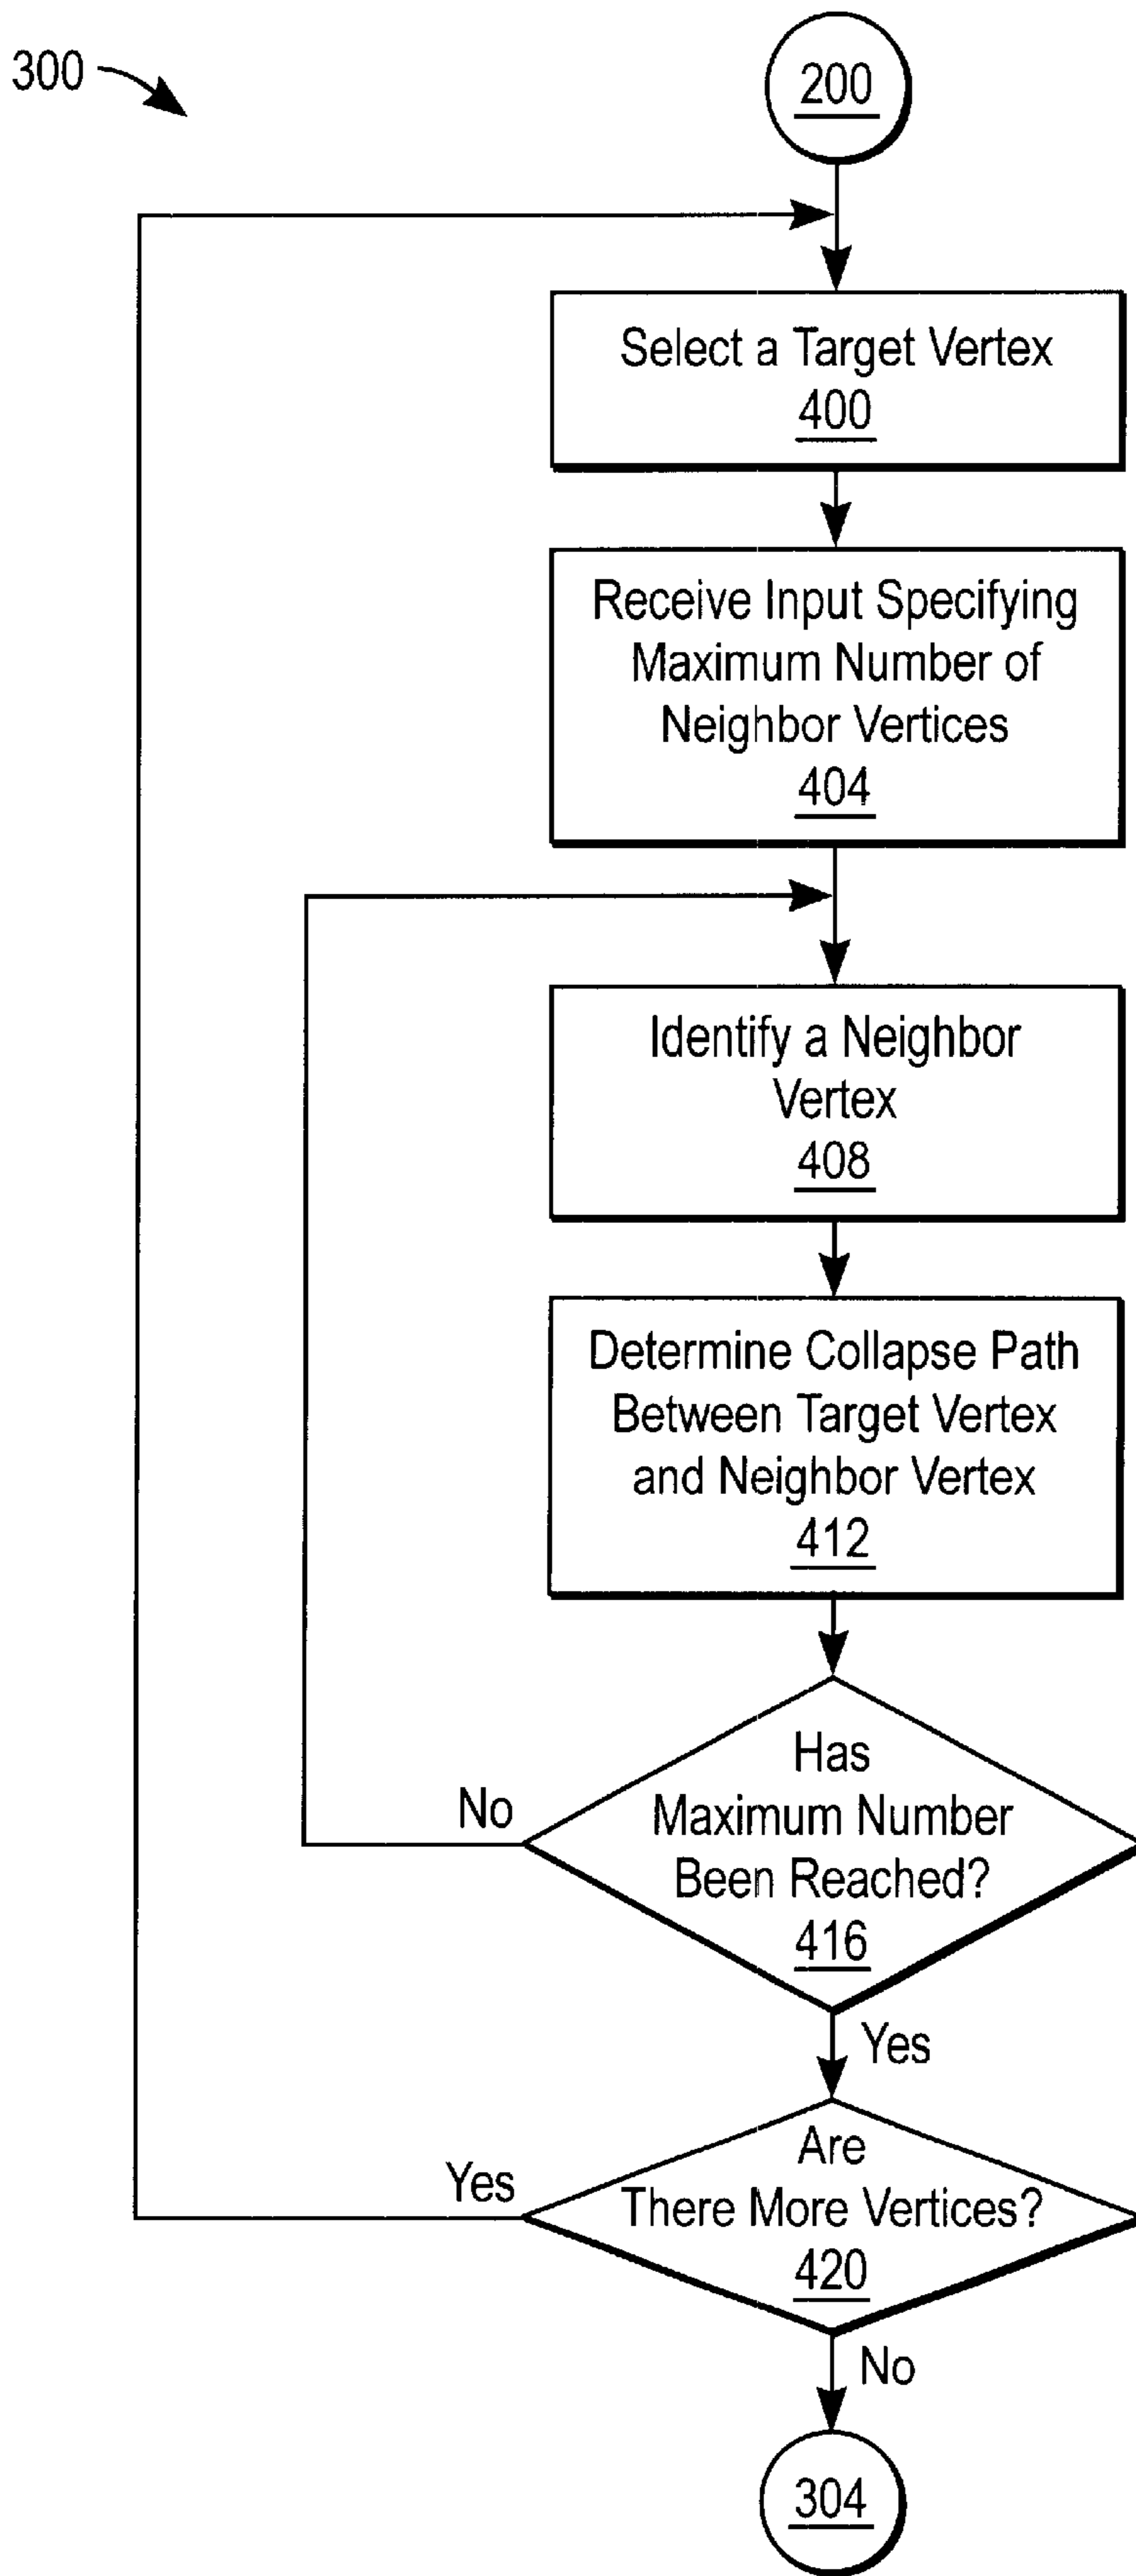 300
200
Select a Target Vertex
400
Receive Input Specifying
Maximum Number of
Neighbor Vertices
404
Identify a Neighbor
Vertex
408
Determine Collapse Path
Between Target Vertex
and Neighbor Vertex
412
Has
Maximum Number
Been Reached?
416
No
Yes
Are
There More Vertices?
420
Yes
No
304